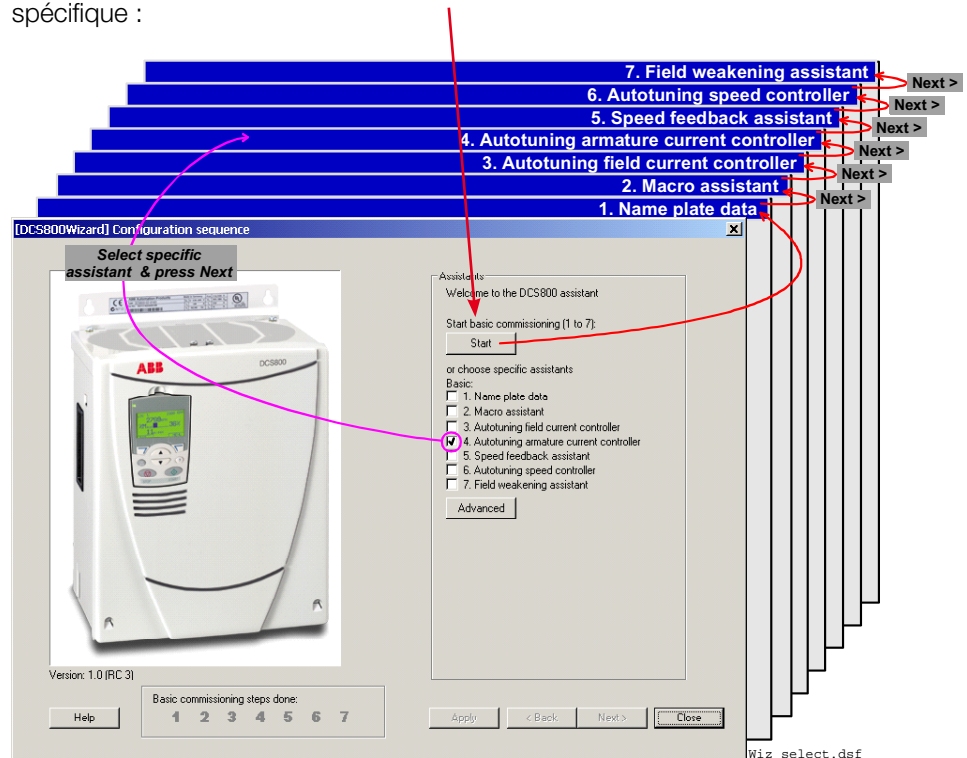 spécifique :
7. Field weakening assistant
Next >
6. Autotuning speed controller
Next >
5. Speed feedback assistant
Next >
4. Autotuning armature current controller
Next >
3. Autotuning field current controller
Next >
2. Macro assistant
Next >
1. Name plate data
[DCS800Wizard] Configuration sequence
Select specific
assistant & press Next
Assistants
Welcome to the DCS800 assistant
Start basic commissioning (1 to 7):
Start
ABB
DCS800
or choose specific assistants
Basic:
1. Name plate data
2. Macro assistant
3. Autotuning field current controller
4. Autotuning armature current controller
5. Speed feedback assistant
6. Autotuning speed controller
7. Field weakening assistant
Advanced
Version: 1.0 (RC 3)
Basic commissioning steps done:
1 2 3 4 5 6 7
Help
Apply
< Back
Next >
Close
Wiz select.dsf